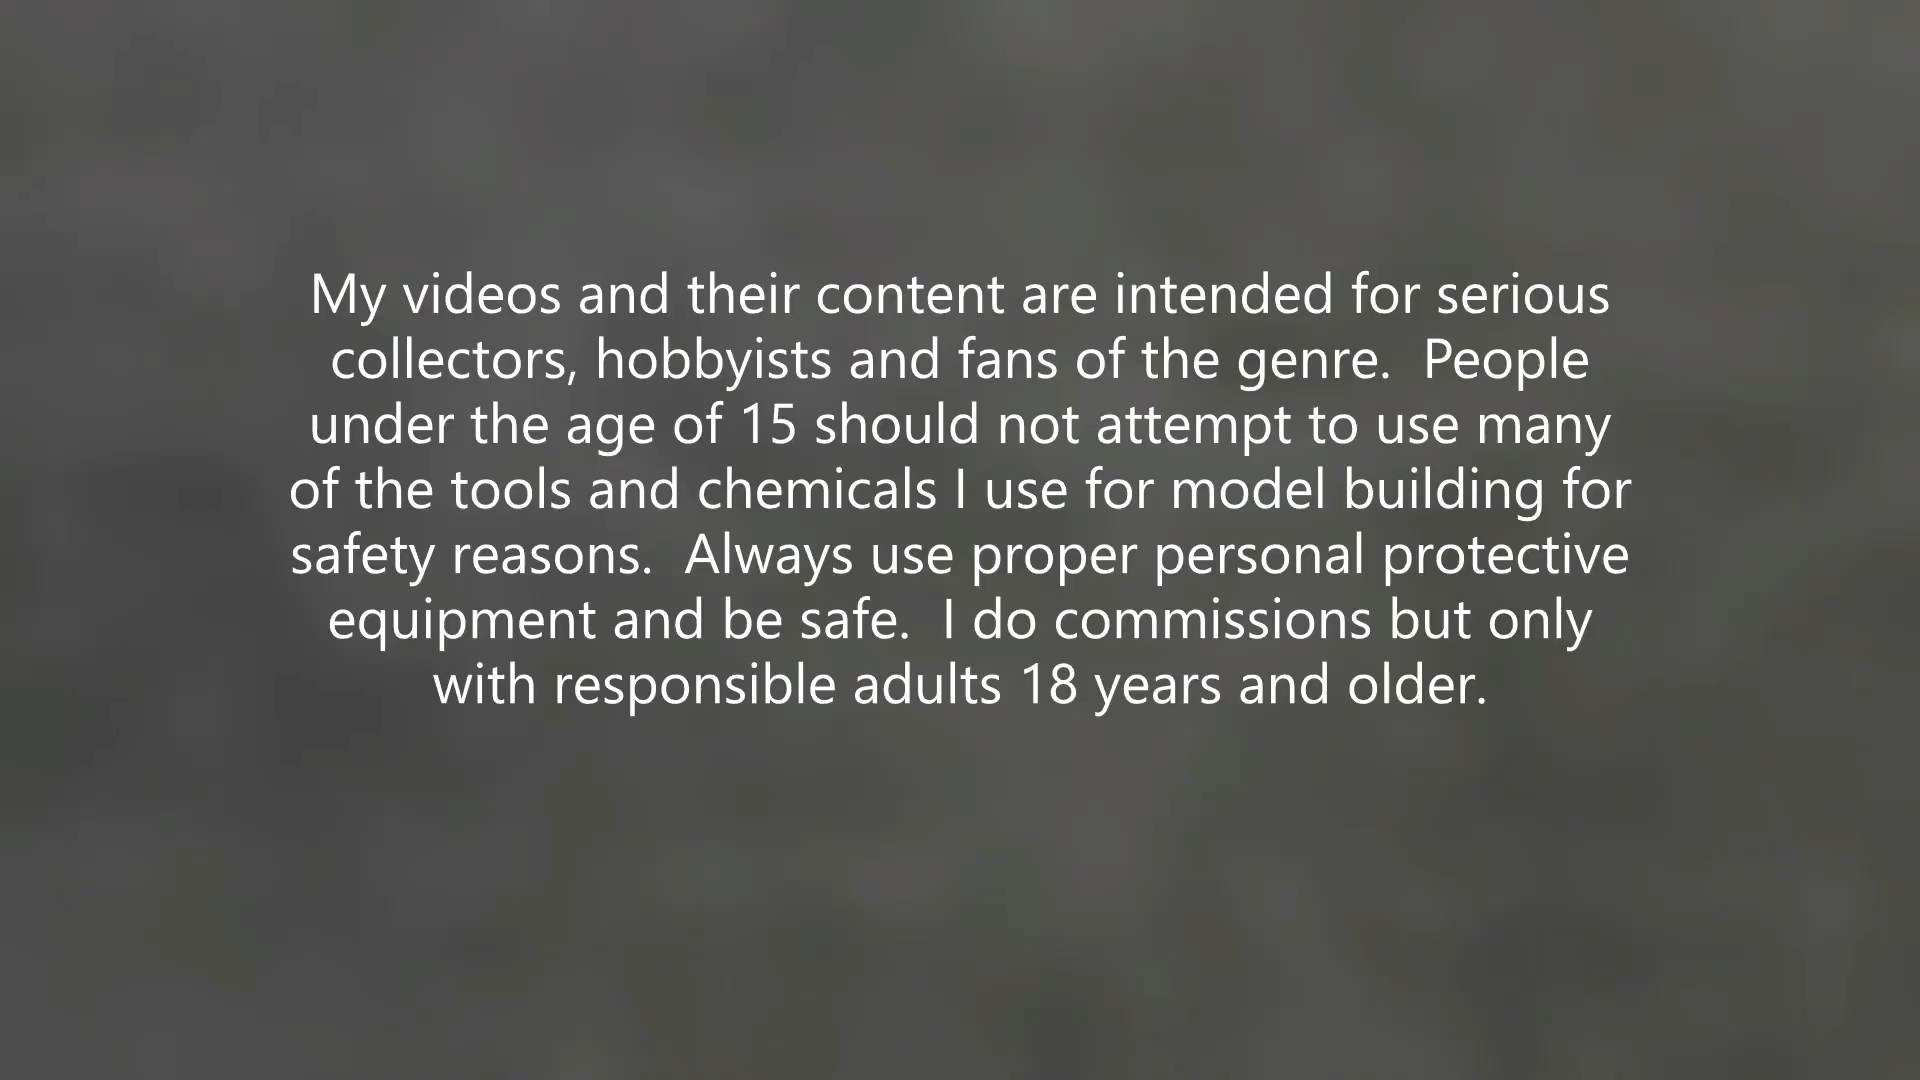 My videos and their content are intended for serious
collectors, hobbyists and fans of the genre.  People
under the age of 15 should not attempt to use many
of the tools and chemicals I use for model building for
safety reasons.  Always use proper personal protective
equipment and be safe.  I do commissions but only
with responsible adults 18 years and older.